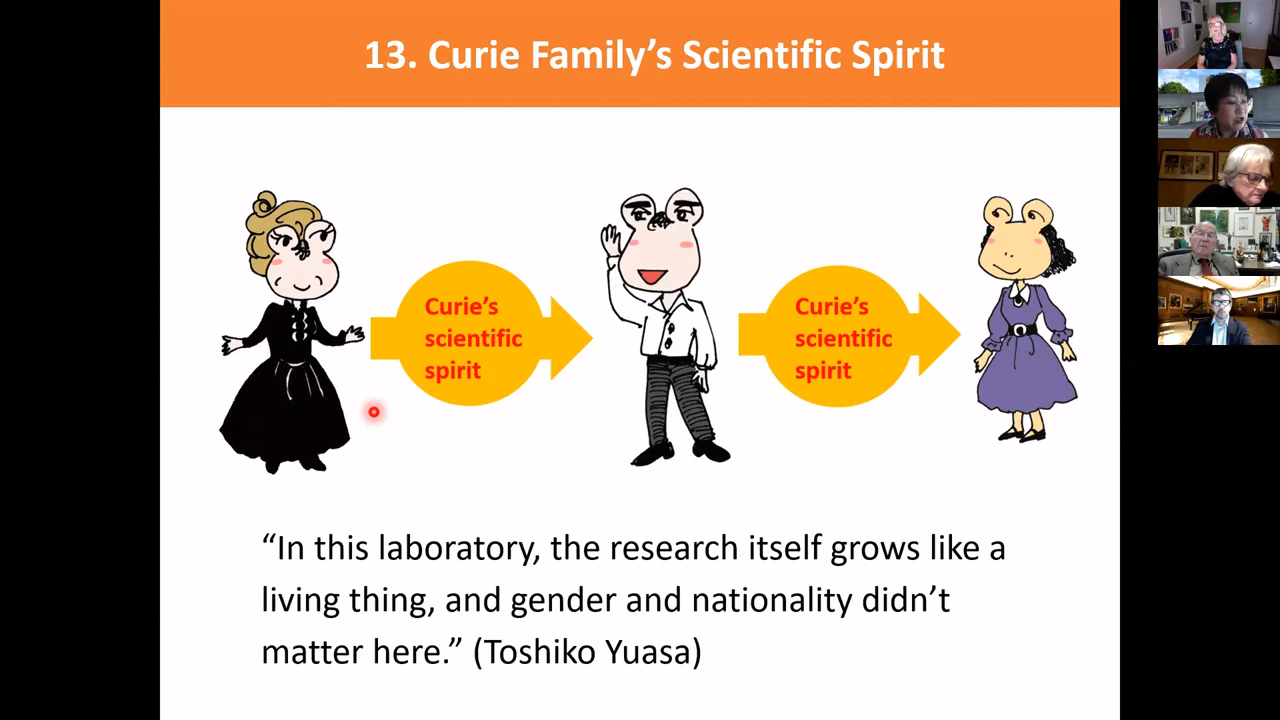 13. Curie Family’s Scientific Spirit
Curie’s
scientific
spirit
Curie’s
scientific
spirit
“In this laboratory, the research itself grows like a
living thing, and gender and nationality didn’t
matter here.” (Toshiko Yuasa)